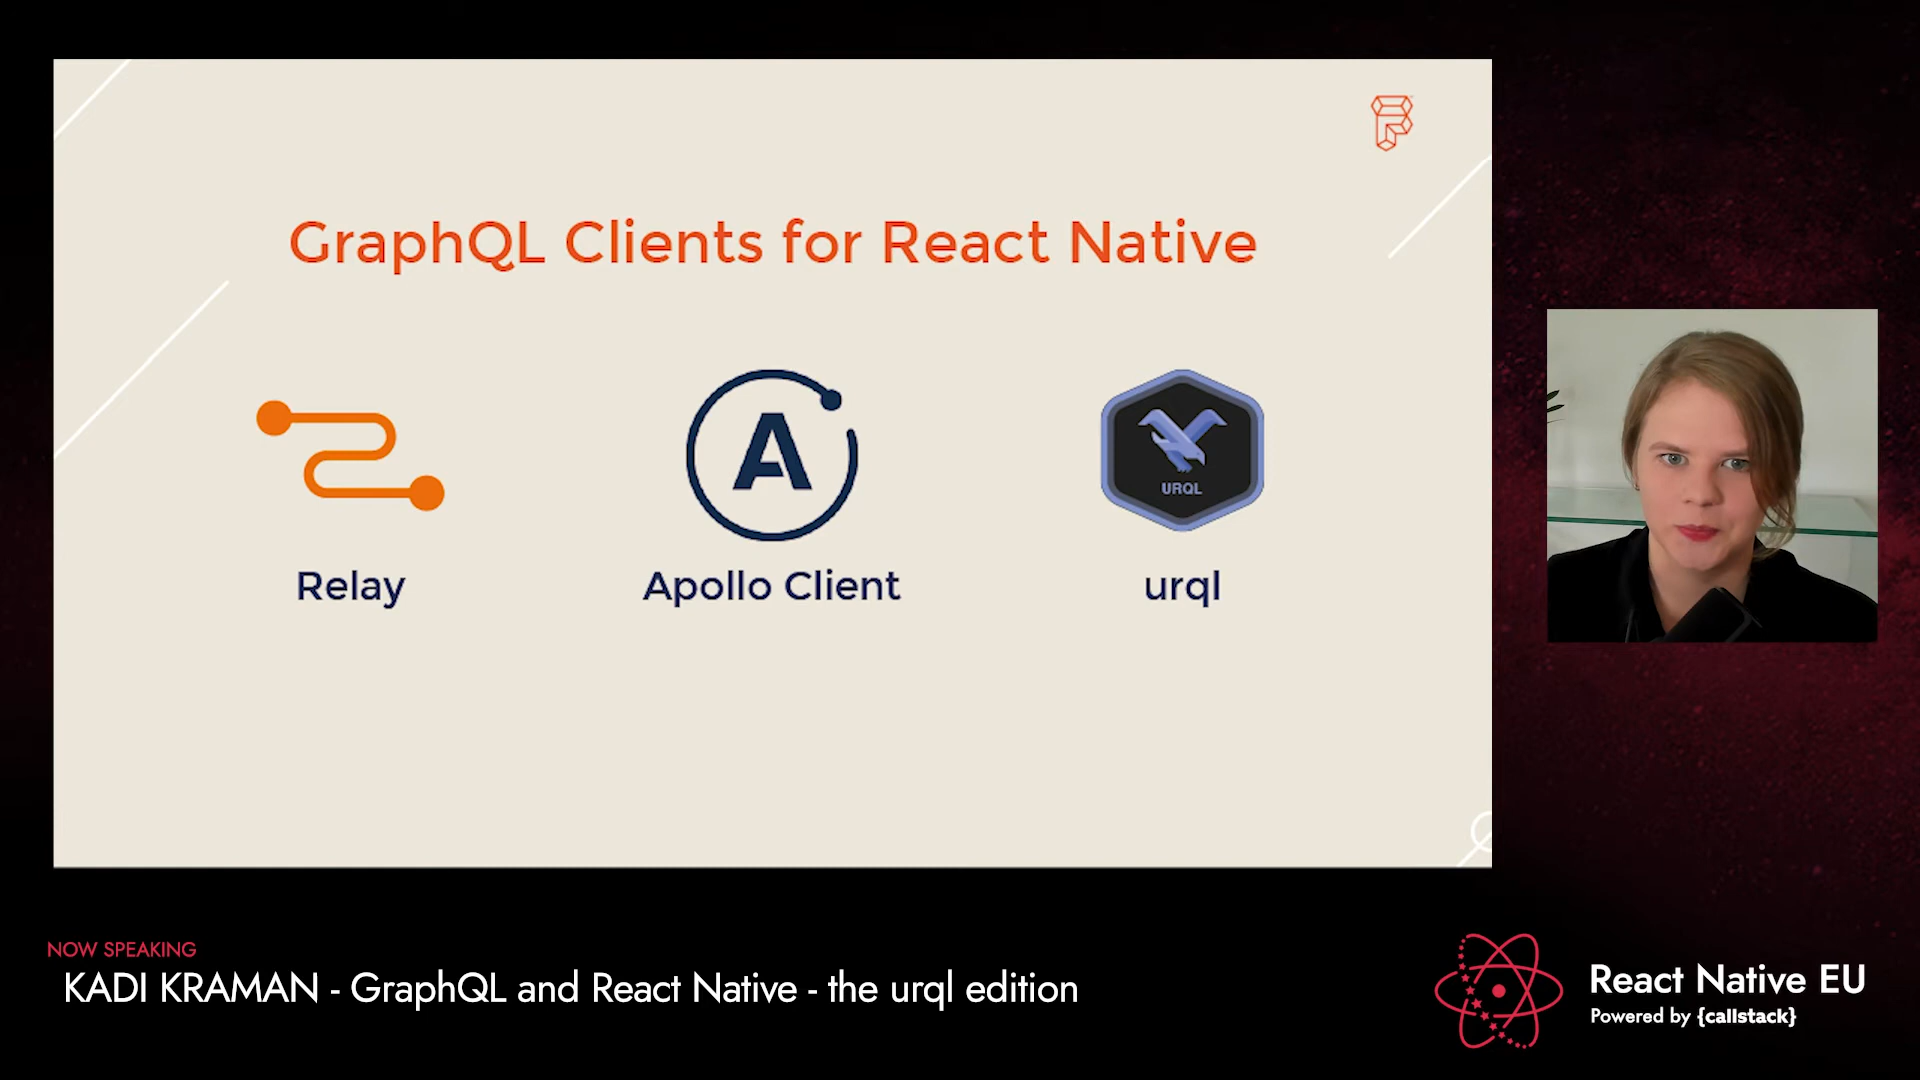 GraphQL Clients for React Native
URQL
Relay
Apollo Client
urql
NOW SPEAKING
KADI KRAMAN - GraphQL and React Native - the urql edition
React Native EU
Powered by {callstack}